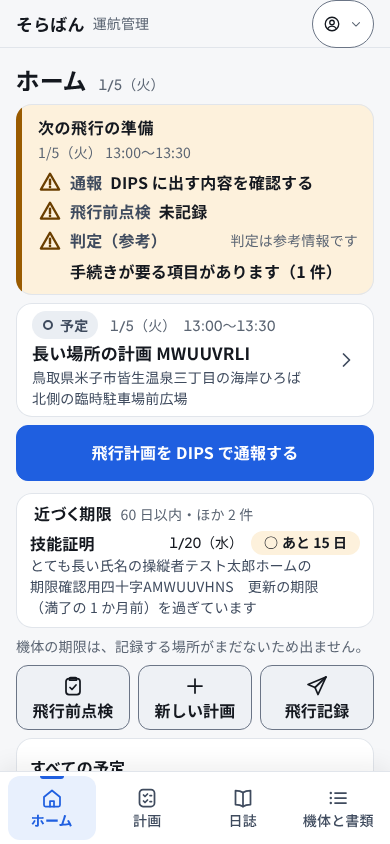 そらばん 運航管理
ホーム 1/5（火）
次の飛行の準備
1/5（火） 13:00〜13:30
通報 DIPS に出す内容を確認する
飛行前点検 未記録
判定（参考） 判定は参考情報です
手続きが要る項目があります（1 件）
予定 1/5（火） 13:00〜13:30
長い場所の計画 MWUUVRLI
鳥取県米子市皆生温泉三丁目の海岸ひろば
北側の臨時駐車場前広場
飛行計画を DIPS で通報する
近づく期限 60 日以内・ほか 2 件
技能証明 1/20（水） あと 15 日
とても長い氏名の操縦者テスト太郎ホームの
期限確認用四十字AMWUUVHNS 更新の期限
（満了の 1 か月前）を過ぎています
機体の期限は、記録する場所がまだないため出ません。
飛行前点検 新しい計画 飛行記録
すべての予定
ホーム 計画 日誌 機体と書類